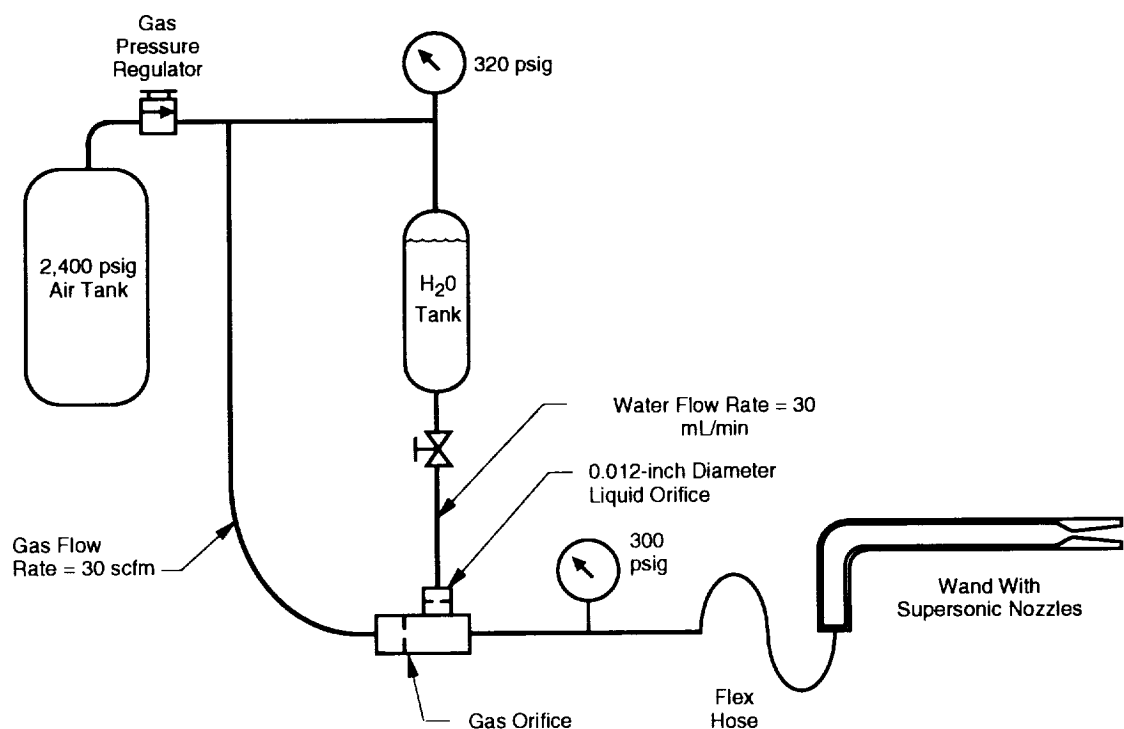 Gas
Pressure
Regulator
320 psig
2,400 psig
Air Tank
H20
Tank
Water Flow Rate = 30
mL/min
0.012-inch Diameter
Liquid Orifice
Gas Flow
Rate = 30 scfm
300
psig
Wand With
Supersonic Nozzles
Gas Orifice
Flex
Hose